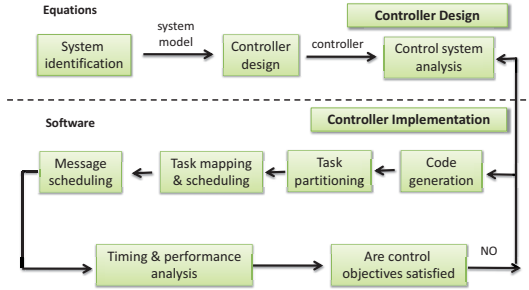 Equations
Controller Design
System
identification
system
model
Controller
design
controller
Control system
analysis
Software
Controller Implementation
Message
scheduling
Task mapping
& scheduling
Task
partitioning
Code
generation
Timing & performance
analysis
Are control
objectives satisfied
NO